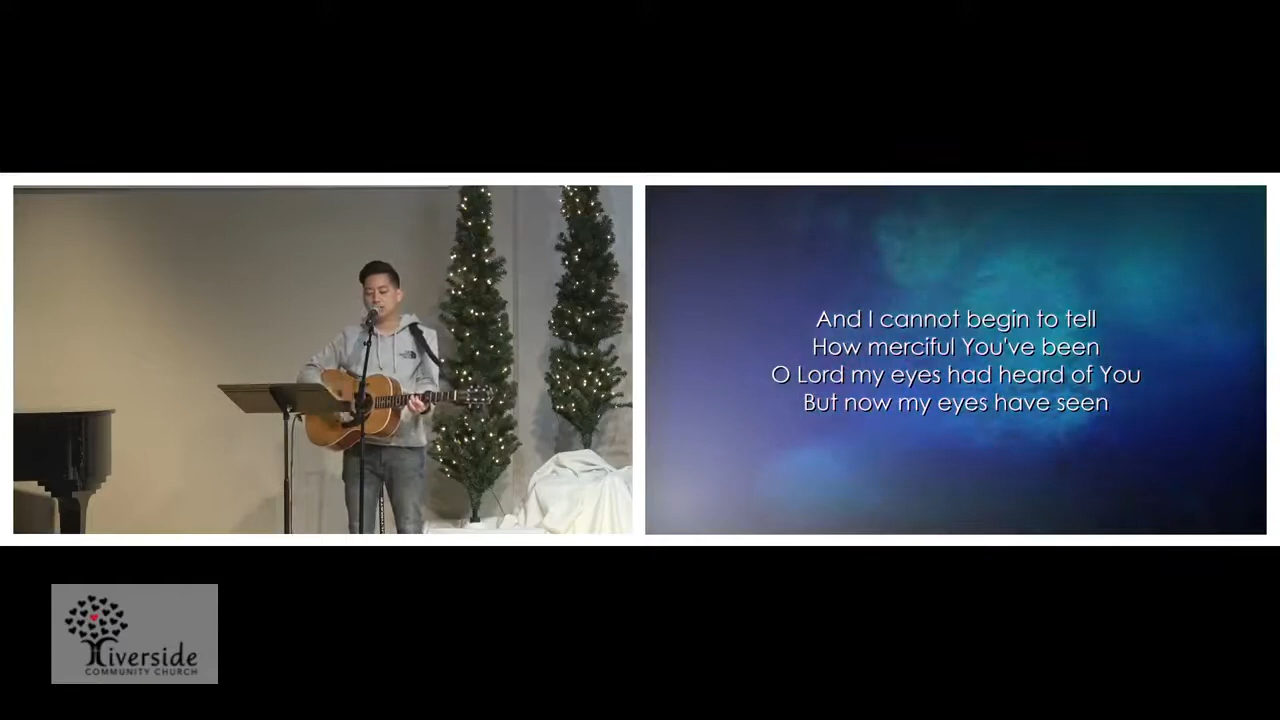 And I cannot begin to tell
How merciful You've been
O Lord my eyes had heard of You
But now my eyes have seen
Riverside
COMMUNITY CHURCH